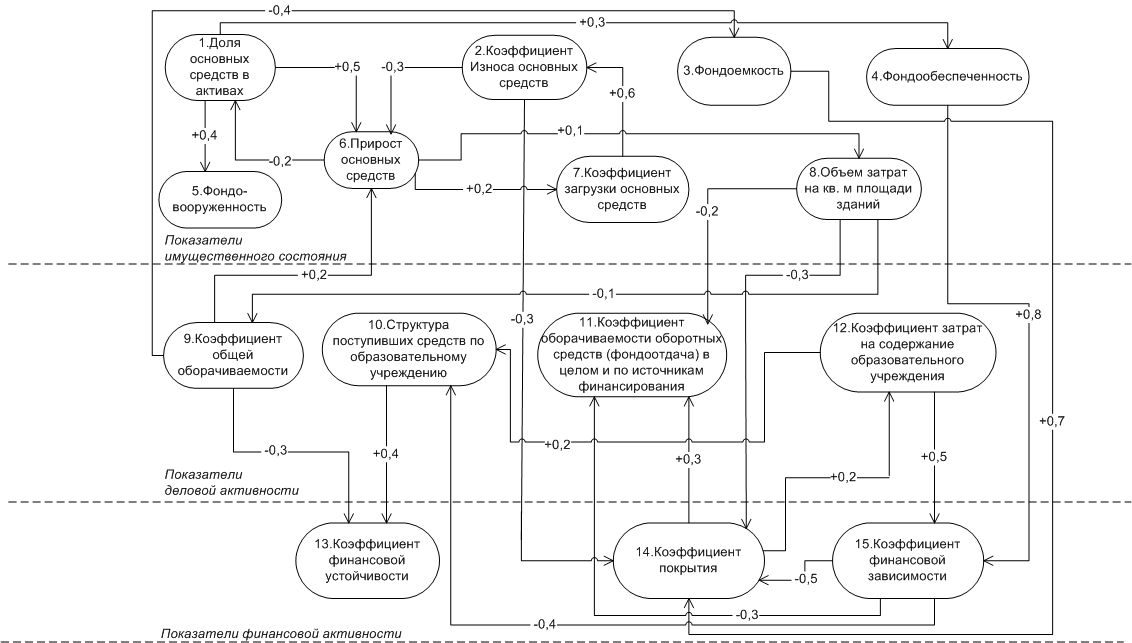 -0,4
+0,3
1.Доля
основных
средств в
активах
+0,5
-0,3
2.Коэффициент
Износа основных
средств
3.Фондоемкость
4.Фондообеспеченность
+0,6
+0,4
-0,2
6.Прирост
основных
средств
+0,1
5.Фондо-
вооруженность
+0,2
7.Коэффициент
загрузки основных
средств
8.Объем затрат
на кв. м площади
зданий
-0,2
Показатели
имущественного состояния
+0,2
-0,3
-0,1
-0,3
+0,8
9.Коэффициент
общей
оборачиваемости
10.Структура
поступивших средств по
образовательному
учреждению
11.Коэффициент
оборачиваемости оборотных
средств (фондоотдача) в
целом и по источникам
финансирования
12.Коэффициент затрат
на содержание
образовательного
учреждения
+0,7
-0,3
+0,4
+0,2
+0,3
+0,5
+0,2
Показатели
деловой активности
13.Коэффициент
финансовой
устойчивости
14.Коэффициент
покрытия
15.Коэффициент
финансовой
зависимости
-0,5
-0,3
-0,4
Показатели финансовой активности